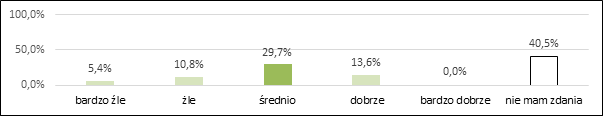 100,0%
50,0%
0,0%
5,4%
10,8%
29,7%
13,6%
0,0%
40,5%
bardzo źle
źle
średnio
dobrze
bardzo dobrze
nie mam zdania